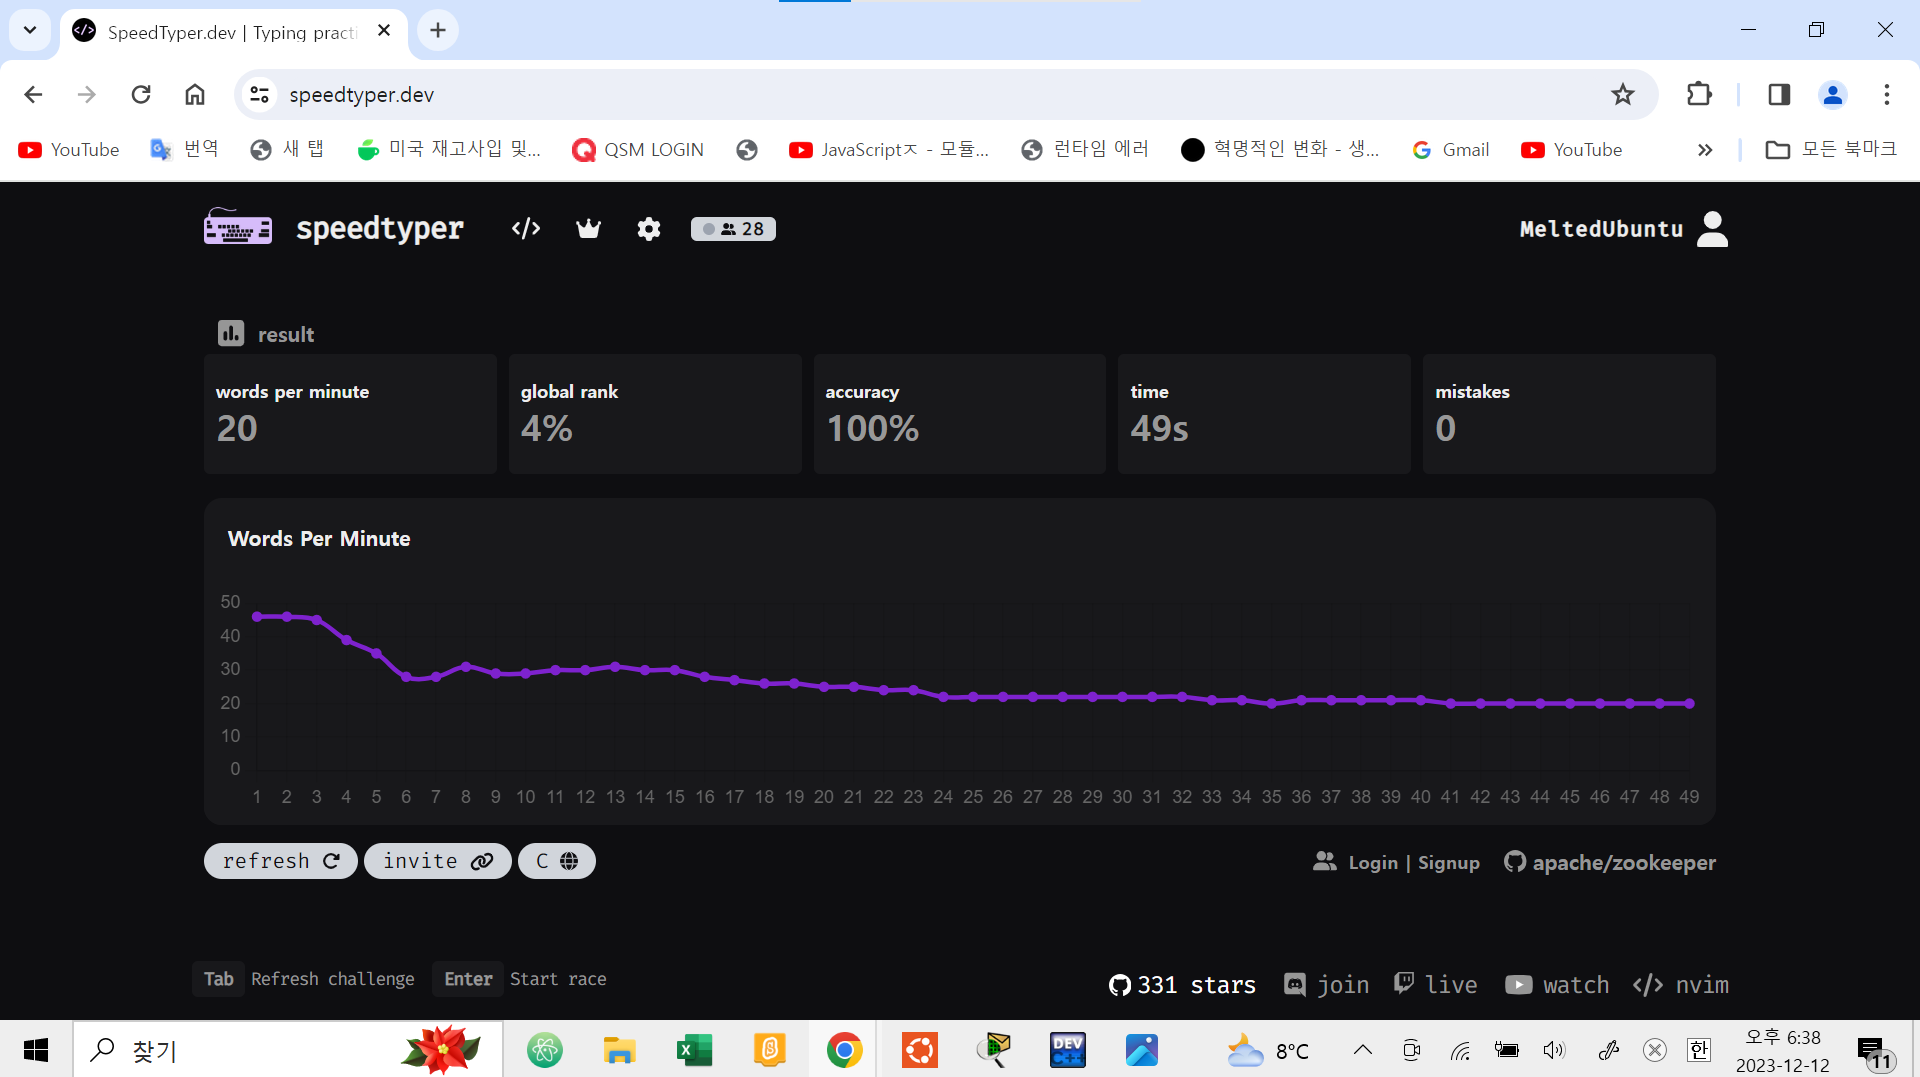 SpeedTyper.dev | Typing practi
speedtyper.dev
YouTube 번역 새 탭 미국 재고사입 및... QSM LOGIN JavaScriptㅈ - 모듈... 런타임 에러 혁명적인 변화 - 생... Gmail YouTube 모든 북마크
speedtyper 28 MeltedUbuntu
result
words per minute global rank accuracy time mistakes
20 4% 100% 49s 0
Words Per Minute
50
40
30
20
10
0
1 2 3 4 5 6 7 8 9 10 11 12 13 14 15 16 17 18 19 20 21 22 23 24 25 26 27 28 29 30 31 32 33 34 35 36 37 38 39 40 41 42 43 44 45 46 47 48 49
refresh invite C Login | Signup apache/zookeeper
Tab Refresh challenge Enter Start race 331 stars join live watch nvim
찾기 DEV C++ 8°C 한 오후 6:38
2023-12-12 11